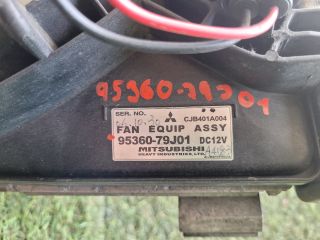 95360-79J01
SER. NO.
CJB401A004
FAN EQUIP ASSY
95360-79J01 DC12V
MITSUBISHI
HEAVY INDUSTRIES, LTD.